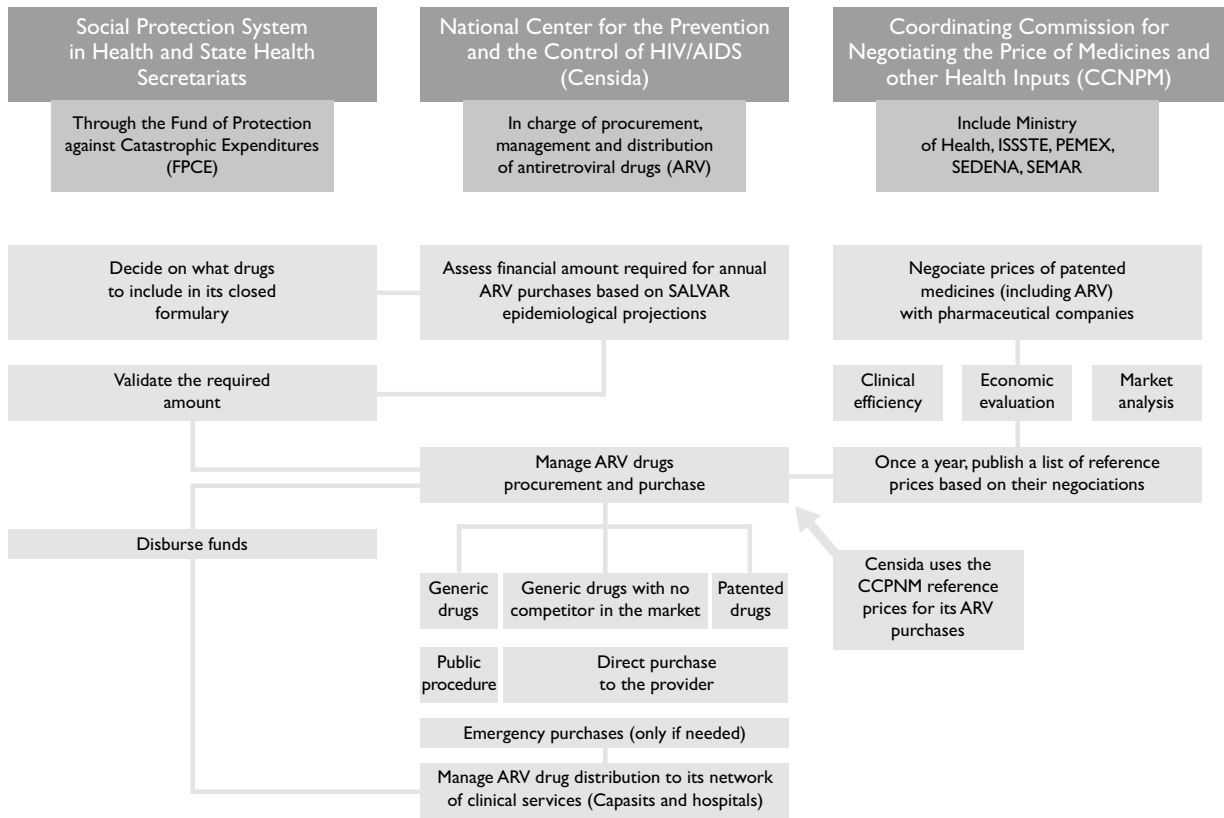 Social Protection System
in Health and State Health
Secretariats
Through the Fund of Protection
against Catastrophic Expenditures
(FPCE)
National Center for the Prevention
and the Control of HIV/AIDS
(Censida)
In charge of procurement,
management and distribution
of antiretroviral drugs (ARV)
Coordinating Commission for
Negotiating the Price of Medicines and
other Health Inputs (CCNPM)
Include Ministry
of Health, ISSSTE, PEMEX,
SEDENA, SEMAR
Decide on what drugs
to include in its closed
formulary
Assess financial amount required for annual
ARV purchases based on SALVAR
epidemiological projections
Negociate prices of patented
medicines (including ARV)
with pharmaceutical companies
Validate the required
amount
Clinical
efficiency
Economic
evaluation
Market
analysis
Manage ARV drugs
procurement and purchase
Once a year, publish a list of reference
prices based on their negociations
Disburse funds
Generic
drugs
Generic drugs with no
competitor in the market
Patented
drugs
Censida uses the
CCPNM reference
prices for its ARV
purchases
Public
procedure
Direct purchase
to the provider
Emergency purchases (only if needed)
Manage ARV drug distribution to its network
of clinical services (Capasits and hospitals)